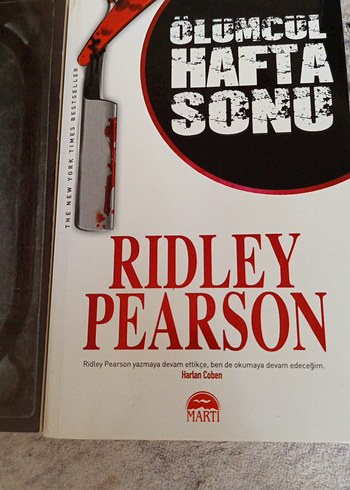 ÖLÜMCÜL
HAFTA
SONU
THE NEW YORK TIMES BESTSELLER
RIDLEY
PEARSON
Ridley Pearson yazmaya devam ettikçe, ben de okumaya devam edeceğim.
Harlan Coben
MARTI